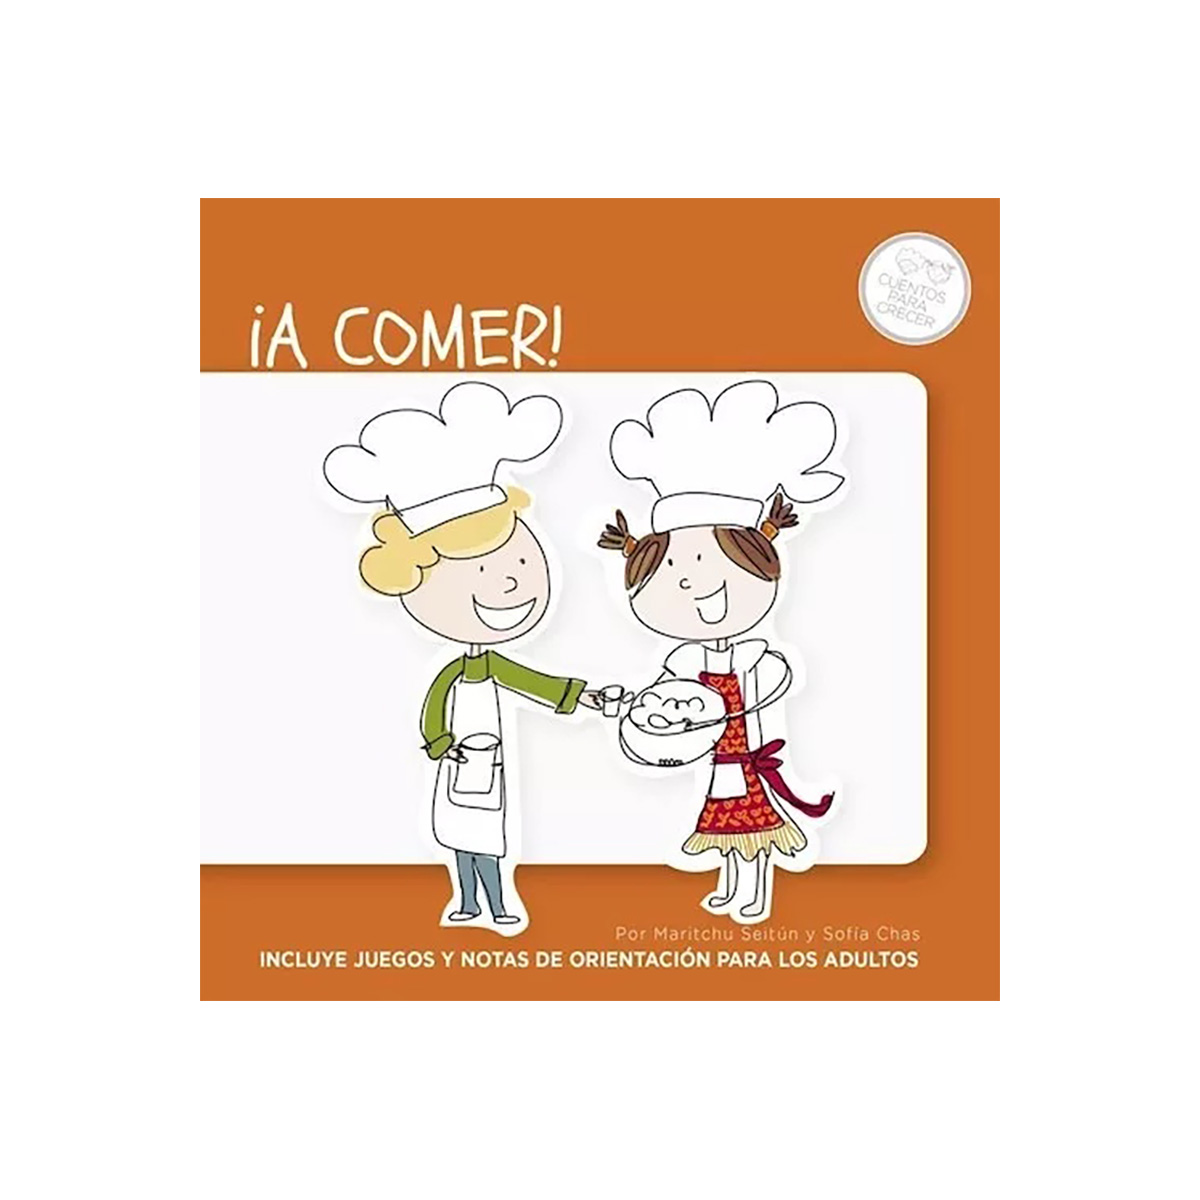 ¡A COMER!
CUENTOS
PARA
CRECER
Por Maritchu Seitún y Sofía Chas
INCLUYE JUEGOS Y NOTAS DE ORIENTACIÓN PARA LOS ADULTOS